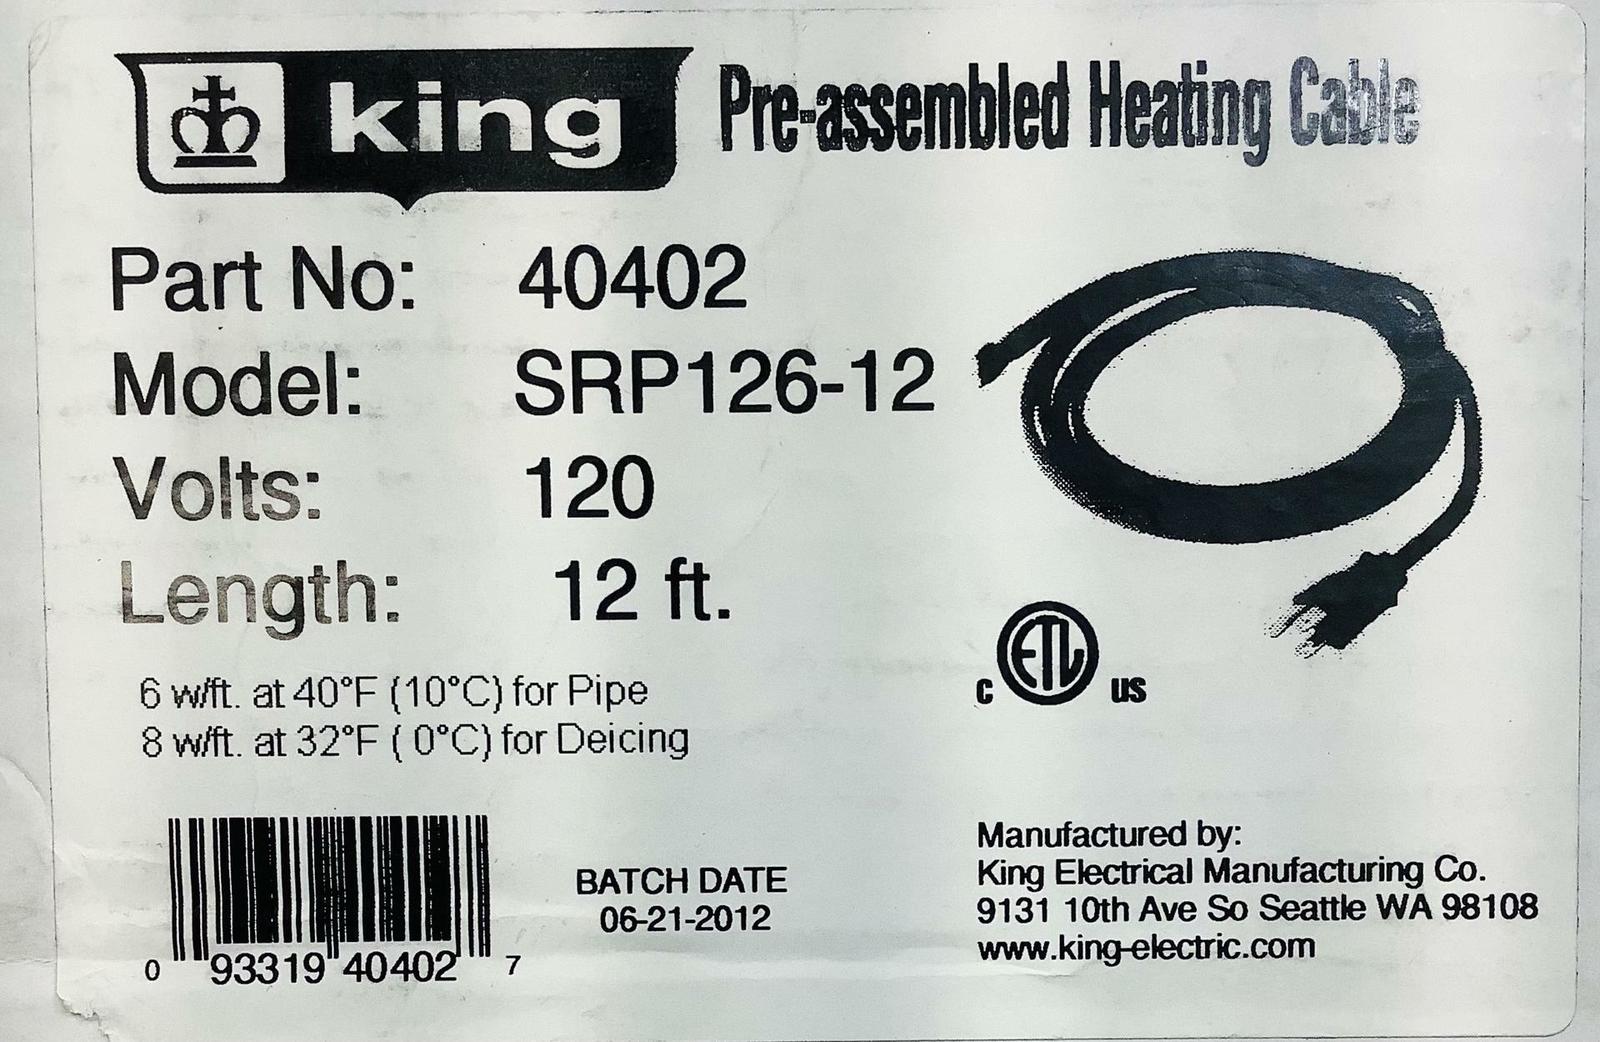 king
Pre-assembled Heating Cable
Part No: 40402
Model: SRP126-12
Volts: 120
Length: 12 ft.
6 w/ft. at 40°F (10°C) for Pipe
8 w/ft. at 32°F ( 0°C) for Deicing
C ETL US
0 93319 40402 7
BATCH DATE
06-21-2012
Manufactured by:
King Electrical Manufacturing Co.
9131 10th Ave So Seattle WA 98108
www.king-electric.com